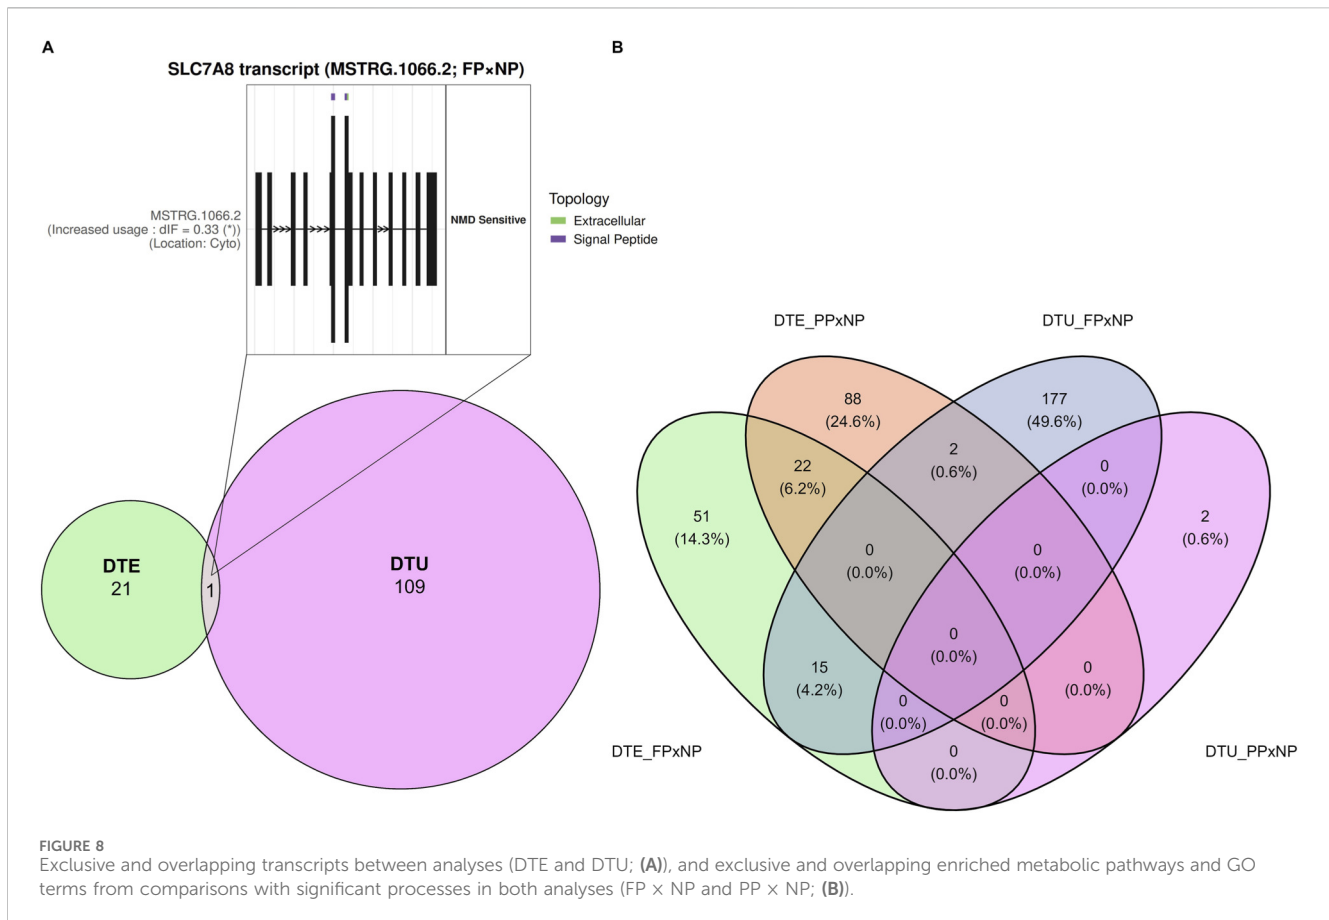 A
B
SLC7A8 transcript (MSTRG.1066.2; FP×NP)
MSTRG.1066.2
(Increased usage : dIF = 0.33 (*))
(Location: Cyto)
NMD Sensitive
Topology
Extracellular
Signal Peptide
DTE
21
1
DTU
109
DTE_PPxNP
DTU_FPxNP
88
(24.6%)
177
(49.6%)
2
(0.6%)
22
(6.2%)
0
(0.0%)
51
(14.3%)
2
(0.6%)
0
(0.0%)
0
(0.0%)
0
(0.0%)
15
(4.2%)
0
(0.0%)
0
(0.0%)
0
(0.0%)
0
(0.0%)
DTE_FPxNP
DTU_PPxNP
FIGURE 8
Exclusive and overlapping transcripts between analyses (DTE and DTU; (A)), and exclusive and overlapping enriched metabolic pathways and GO
terms from comparisons with significant processes in both analyses (FP × NP and PP × NP; (B)).